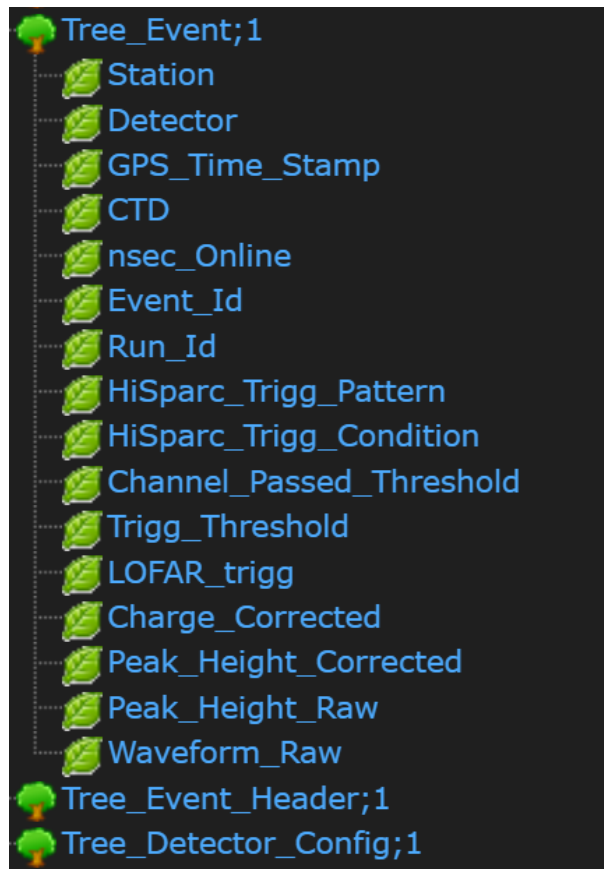 Tree_Event;1
Station
Detector
GPS_Time_Stamp
CTD
nsec_Online
Event_Id
Run_Id
HiSparc_Trigg_Pattern
HiSparc_Trigg_Condition
Channel_Passed_Threshold
Trigg_Threshold
LOFAR_trigg
Charge_Corrected
Peak_Height_Corrected
Peak_Height_Raw
Waveform_Raw
Tree_Event_Header;1
Tree_Detector_Config;1